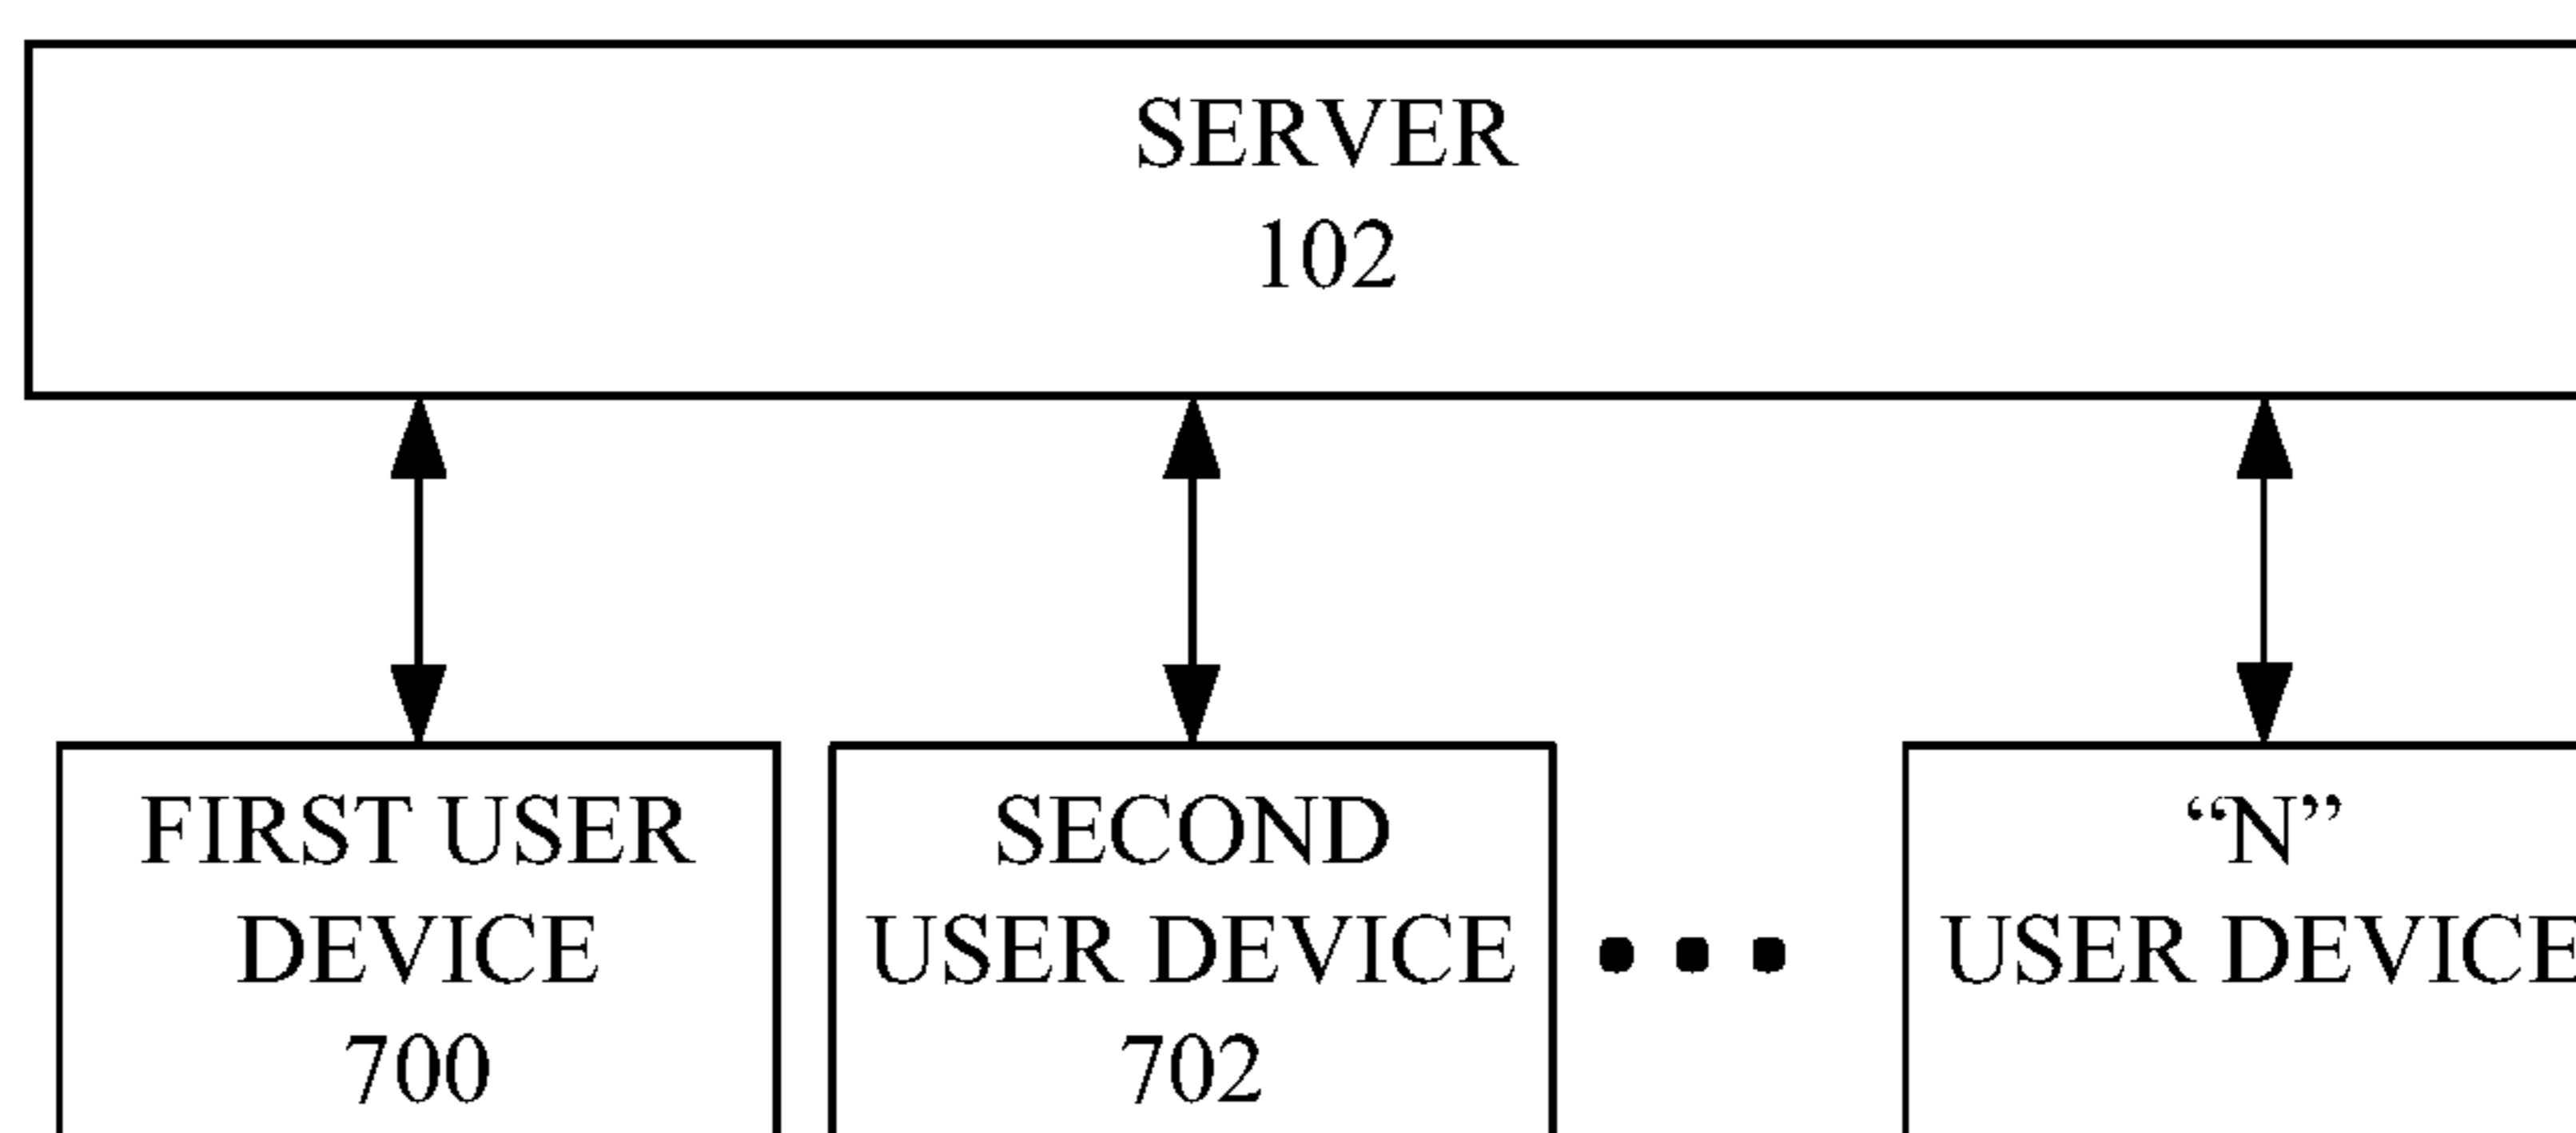 SERVER
102
FIRST USER
DEVICE
700
SECOND
USER DEVICE
702
“N”
USER DEVICE